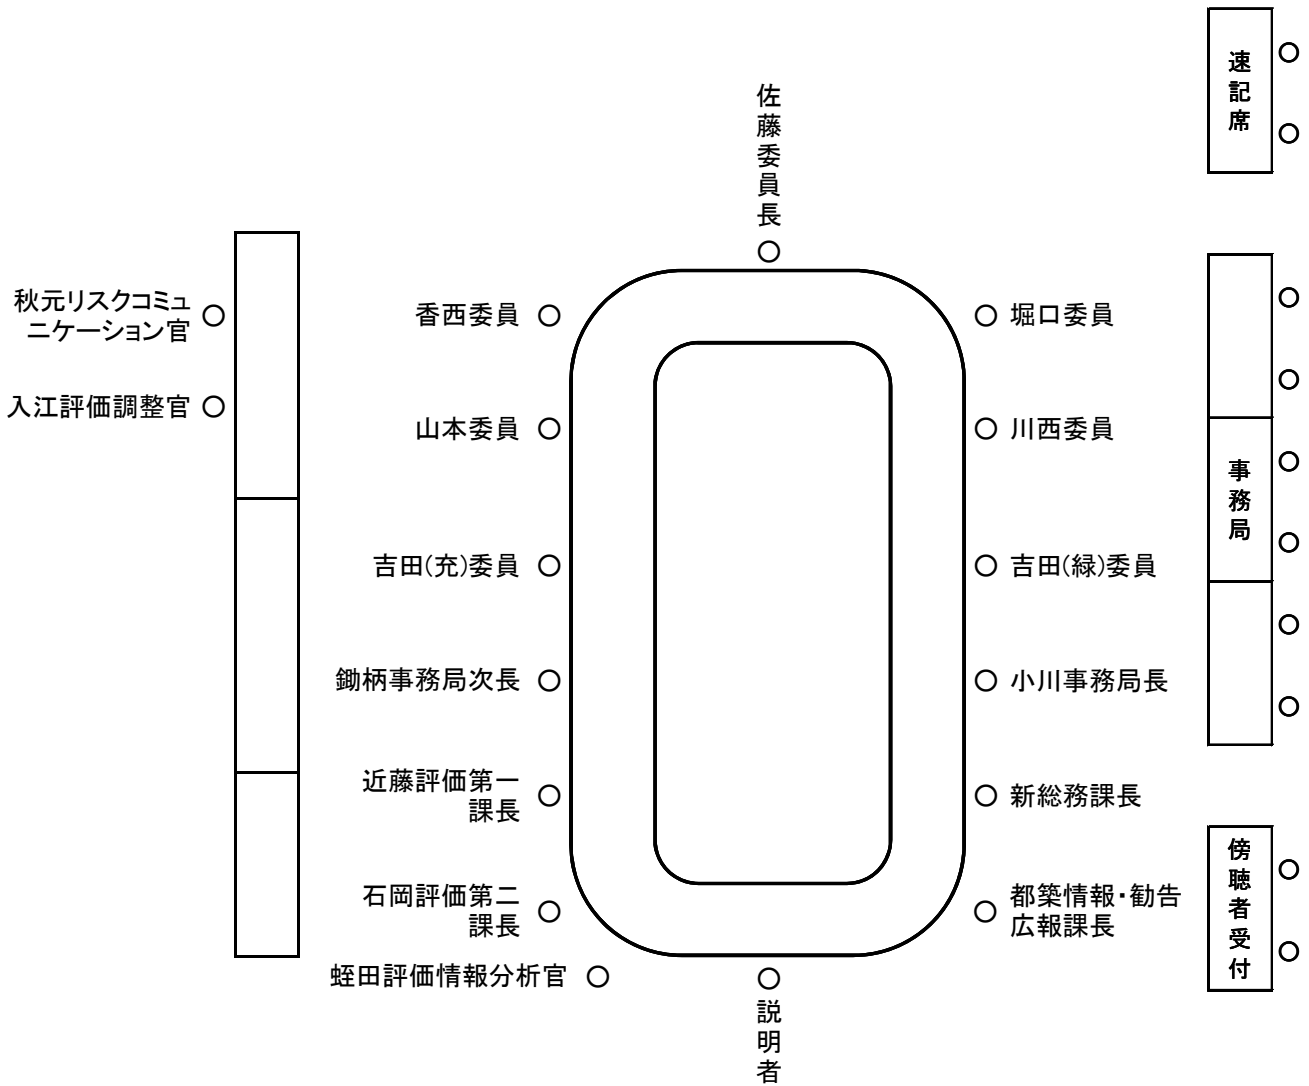 速記席
佐藤委員長
秋元リスクコミュ
ニケーション官
香西委員
堀口委員
入江評価調整官
山本委員
川西委員
事務局
吉田(充)委員
吉田(緑)委員
鋤柄事務局次長
小川事務局長
近藤評価第一
課長
新総務課長
傍聴者受付
石岡評価第二
課長
都築情報・勧告
広報課長
蛭田評価情報分析官
説明者